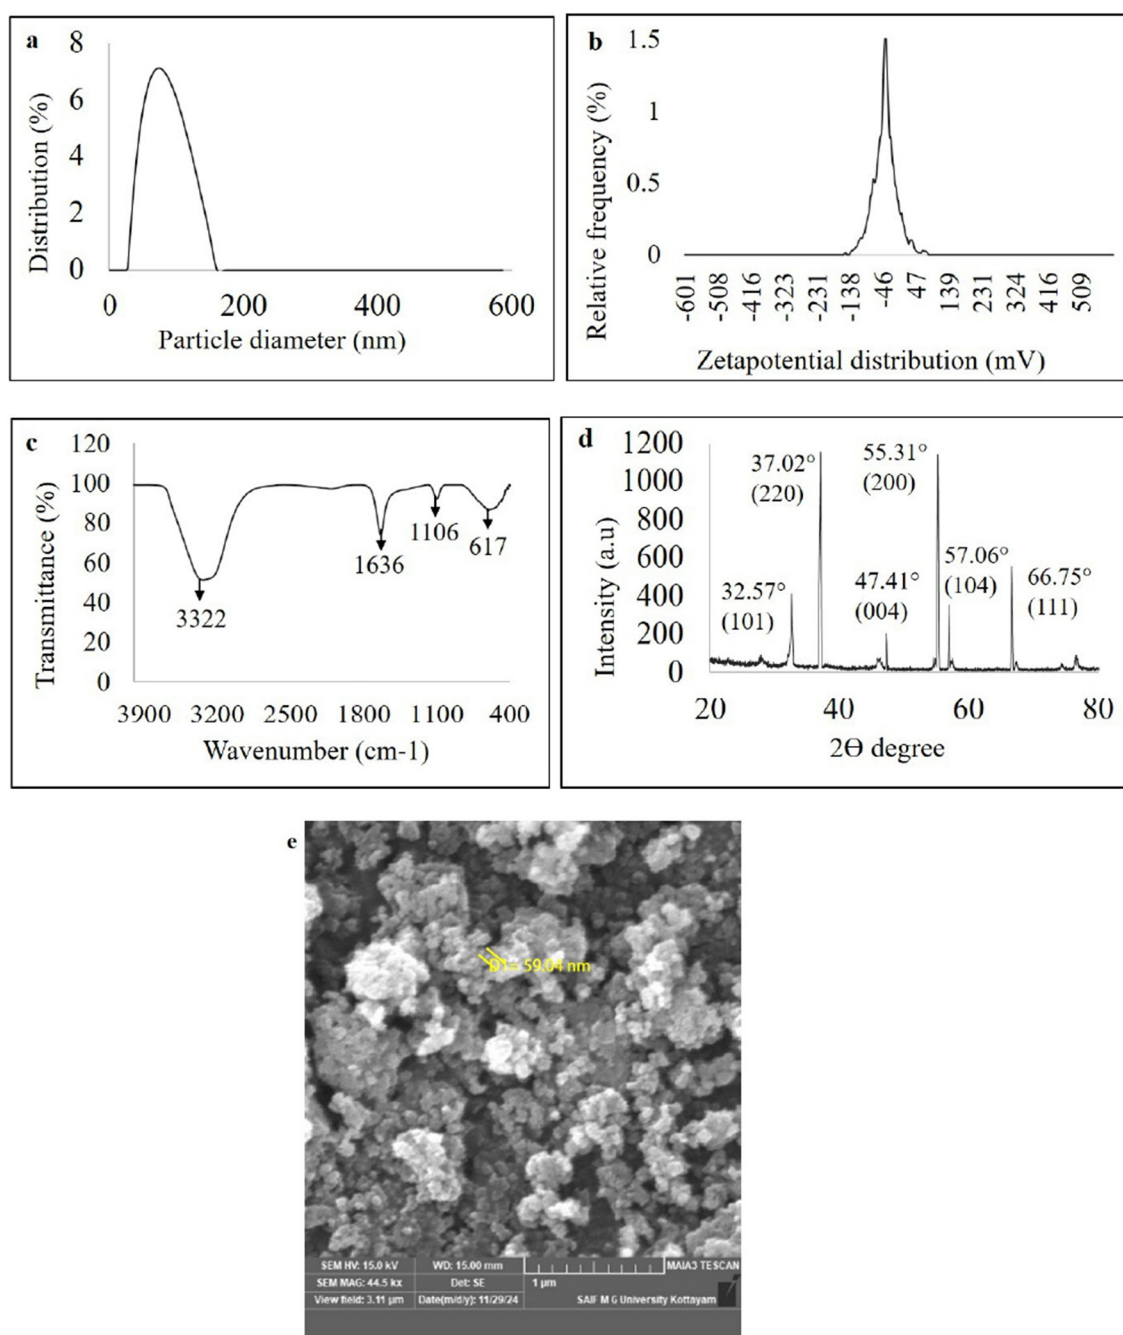 a
8
6
4
2
0
Distribution (%)
0 200 400 600
Particle diameter (nm)
b
1.5
1
0.5
0
Relative frequency (%)
-601 -508 -416 -323 -231 -138 -46 47 139 231 324 416 509
Zetapotential distribution (mV)
c
120
100
80
60
40
20
0
Transmittance (%)
3322
1636
1106
617
3900 3200 2500 1800 1100 400
Wavenumber (cm-1)
d
1200
1000
800
600
400
200
0
Intensity (a.u)
32.57°
(101)
37.02°
(220)
47.41°
(004)
55.31°
(200)
57.06°
(104)
66.75°
(111)
20 40 60 80
2Ө degree
e
D1= 59.04 nm
SEM HV: 15.0 kV WD: 15.00 mm MAIA3 TESCAN
SEM MAG: 44.5 kx Det: SE 1 µm
View field: 3.11 µm Date(m/d/y): 11/29/24 SAIF M G University Kottayam